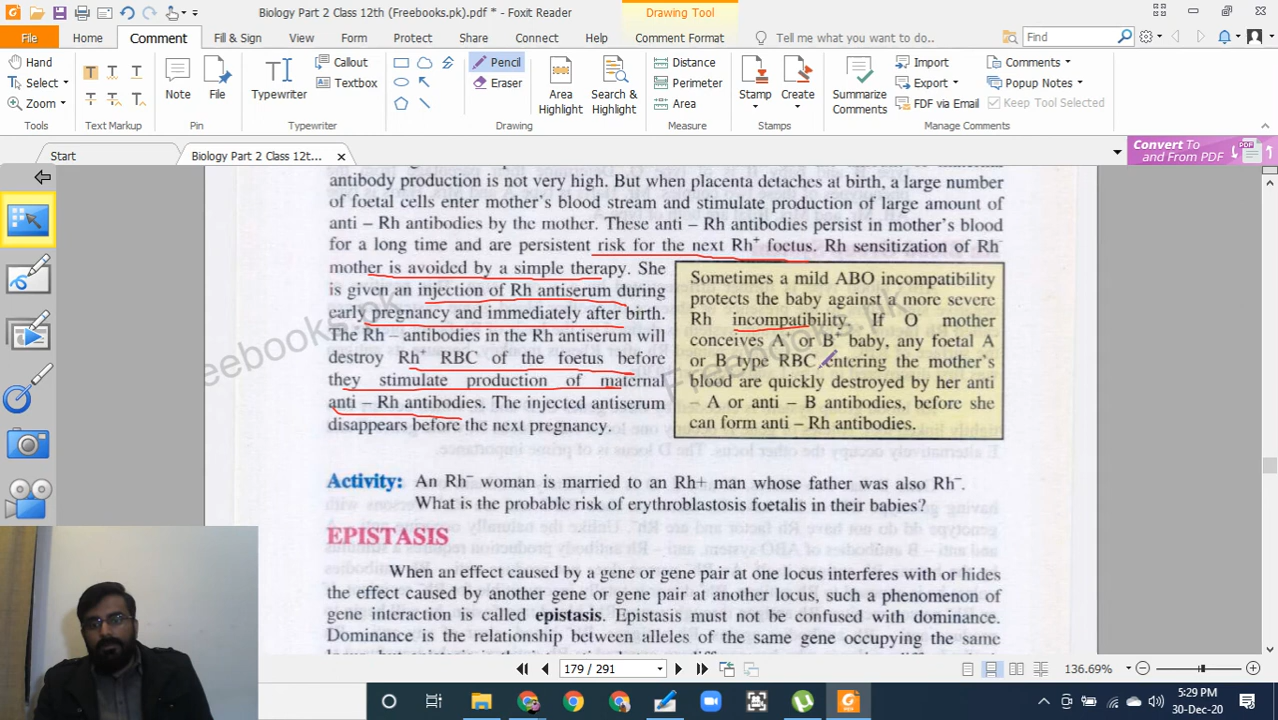 Biology Part 2 Class 12th (Freebooks.pk).pdf * - Foxit Reader
Drawing Tool
File Home Comment Fill & Sign View Form Protect Share Connect Help Comment Format Tell me what you want to do.. Find
Hand
Select
Zoom
Tools
Text Markup
Note
File
Pin
Typewriter
Callout
Textbox
Typewriter
Pencil
Eraser
Drawing
Area Highlight
Search & Highlight
Distance
Perimeter
Area
Measure
Stamp
Create
Stamps
Summarize Comments
Import
Export
FDF via Email
Comments
Popup Notes
Keep Tool Selected
Manage Comments
Start
Biology Part 2 Class 12th...
Convert To
and From PDF
antibody production is not very high. But when placenta detaches at birth, a large number
of foetal cells enter mother's blood stream and stimulate production of large amount of
anti – Rh antibodies by the mother. These anti – Rh antibodies persist in mother's blood
for a long time and are persistent risk for the next Rh+ foetus. Rh sensitization of Rh-
mother is avoided by a simple therapy. She
is given an injection of Rh antiserum during
early pregnancy and immediately after birth.
The Rh – antibodies in the Rh antiserum will
destroy Rh+ RBC of the foetus before
they stimulate production of maternal
anti – Rh antibodies. The injected antiserum
disappears before the next pregnancy.
Sometimes a mild ABO incompatibility
protects the baby against a more severe
Rh incompatibility. If O- mother
conceives A+ or B+ baby, any foetal A
or B type RBC entering the mother's
blood are quickly destroyed by her anti
– A or anti – B antibodies, before she
can form anti – Rh antibodies.
Activity: An Rh- woman is married to an Rh+ man whose father was also Rh-.
What is the probable risk of erythroblastosis foetalis in their babies?
EPISTASIS
When an effect caused by a gene or gene pair at one locus interferes with or hides
the effect caused by another gene or gene pair at another locus, such a phenomenon of
gene interaction is called epistasis. Epistasis must not be confused with dominance.
Dominance is the relationship between alleles of the same gene occupying the same
179 / 291
136.69%
5:29 PM
30-Dec-20